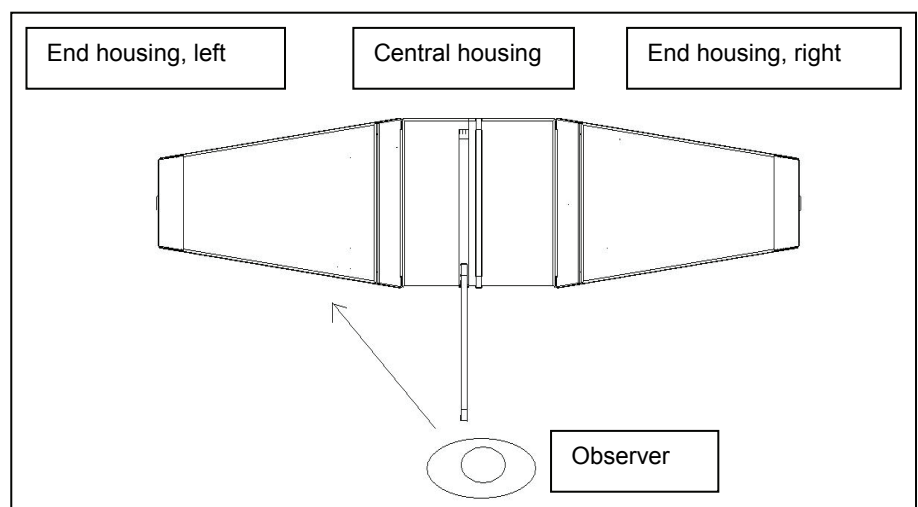 End housing, left
Central housing
End housing, right
Observer